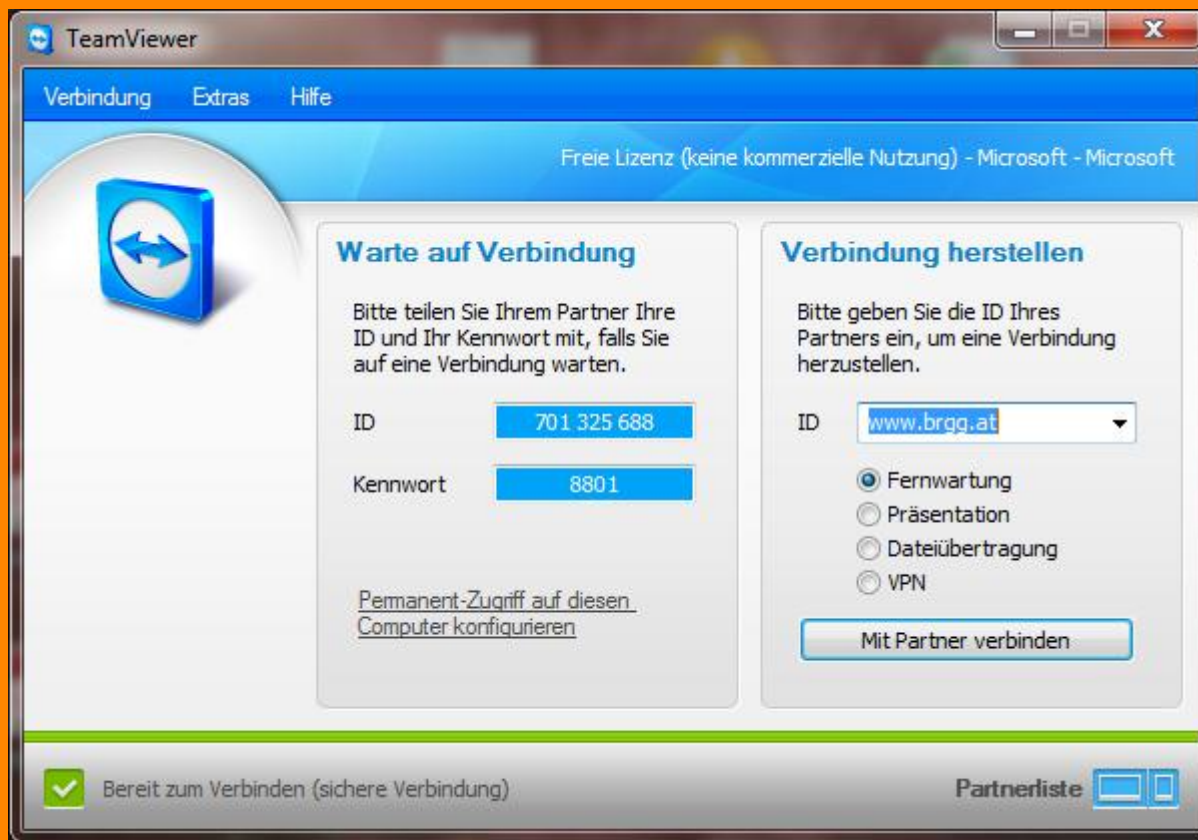 TeamViewer
Verbindung Extras Hilfe
Freie Lizenz (keine kommerzielle Nutzung) - Microsoft - Microsoft
Warte auf Verbindung
Bitte teilen Sie Ihrem Partner Ihre
ID und Ihr Kennwort mit, falls Sie
auf eine Verbindung warten.
ID 701 325 688
Kennwort 8801
Permanent-Zugriff auf diesen
Computer konfigurieren
Verbindung herstellen
Bitte geben Sie die ID Ihres
Partners ein, um eine Verbindung
herzustellen.
ID www.brgg.at
Fernwartung
Präsentation
Dateiübertragung
VPN
Mit Partner verbinden
Bereit zum Verbinden (sichere Verbindung)
Partnerliste